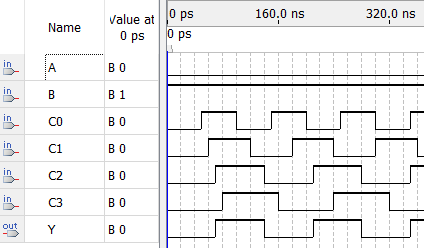 Name Value at 0 ps
0 ps 160.0 ns 320.0 ns
0 ps
in A B 0
in B B 1
in C0 B 0
in C1 B 0
in C2 B 0
in C3 B 0
out Y B 0